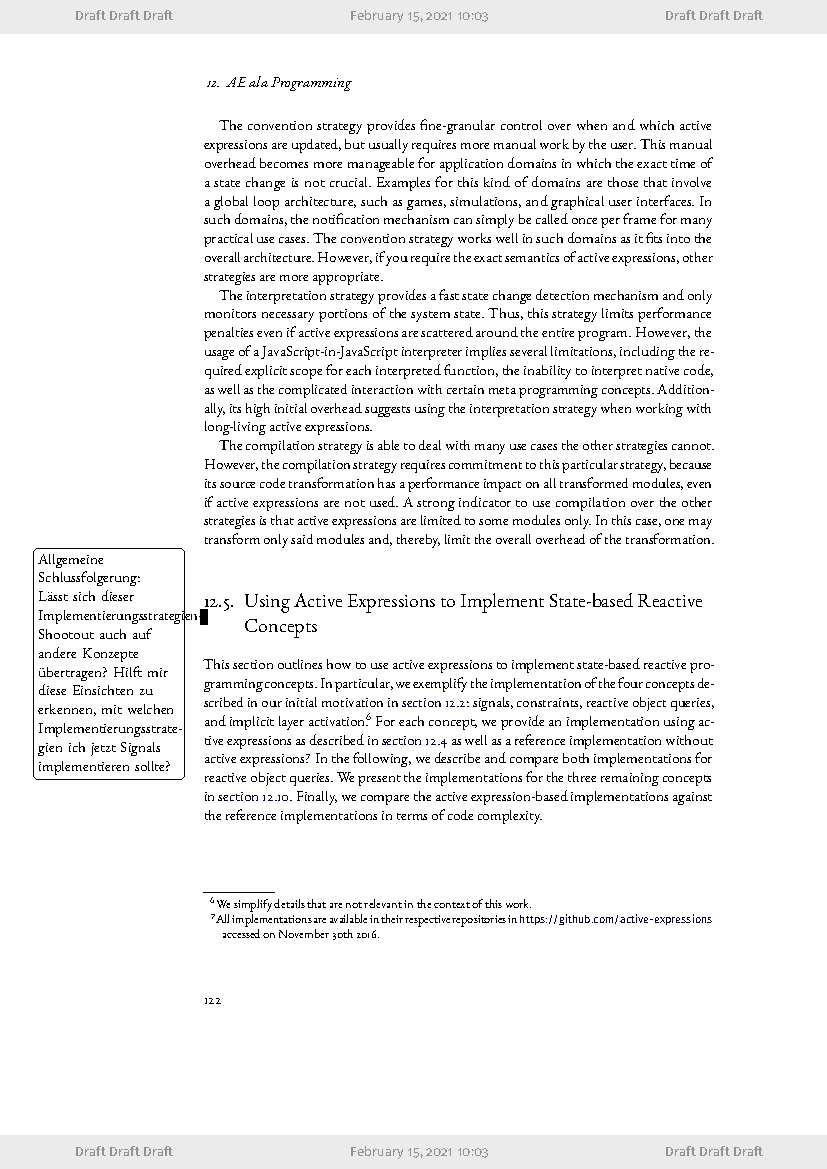 Draft Draft Draft February 15, 2021 10:03 Draft Draft Draft
12. AE ala Programming
The convention strategy provides fine-granular control over when and which active
expressions are updated, but usually requires more manual work by the user. This manual
overhead becomes more manageable for application domains in which the exact time of
a state change is not crucial. Examples for this kind of domains are those that involve
a global loop architecture, such as games, simulations, and graphical user interfaces. In
such domains, the notification mechanism can simply be called once per frame for many
practical use cases. The convention strategy works well in such domains as it fits into the
overall architecture. However, if you require the exact semantics of active expressions, other
strategies are more appropriate.
The interpretation strategy provides a fast state change detection mechanism and only
monitors necessary portions of the system state. Thus, this strategy limits performance
penalties even if active expressions are scattered around the entire program. However, the
usage of a JavaScript-in-JavaScript interpreter implies several limitations, including the re-
quired explicit scope for each interpreted function, the inability to interpret native code,
as well as the complicated interaction with certain meta programming concepts. Addition-
ally, its high initial overhead suggests using the interpretation strategy when working with
long-living active expressions.
The compilation strategy is able to deal with many use cases the other strategies cannot.
However, the compilation strategy requires commitment to this particular strategy, because
its source code transformation has a performance impact on all transformed modules, even
if active expressions are not used. A strong indicator to use compilation over the other
strategies is that active expressions are limited to some modules only. In this case, one may
transform only said modules and, thereby, limit the overall overhead of the transformation.
Allgemeine
Schlussfolgerung:
Lässt sich dieser
Implementierungsstrategien-
Shootout auch auf
andere Konzepte
übertragen? Hilft mir
diese Einsichten zu
erkennen, mit welchen
Implementierungsstrate-
gien ich jetzt Signals
implementieren sollte?
12.5. Using Active Expressions to Implement State-based Reactive
Concepts
This section outlines how to use active expressions to implement state-based reactive pro-
gramming concepts. In particular, we exemplify the implementation of the four concepts de-
scribed in our initial motivation in section 12.2: signals, constraints, reactive object queries,
and implicit layer activation.6 For each concept, we provide an implementation using ac-
tive expressions as described in section 12.4 as well as a reference implementation without
active expressions.7 In the following, we describe and compare both implementations for
reactive object queries. We present the implementations for the three remaining concepts
in section 12.10. Finally, we compare the active expression-based implementations against
the reference implementations in terms of code complexity.
6 We simplify details that are not relevant in the context of this work.
7 All implementations are available in their respective repositories in https://github.com/active-expressions
accessed on November 30th 2016.
122
Draft Draft Draft February 15, 2021 10:03 Draft Draft Draft